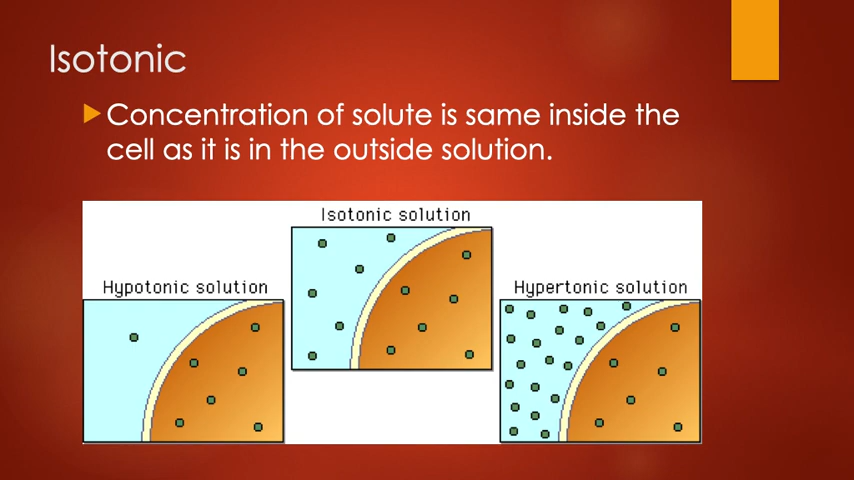 Isotonic
Concentration of solute is same inside the
cell as it is in the outside solution.
Isotonic solution
Hypotonic solution
Hypertonic solution